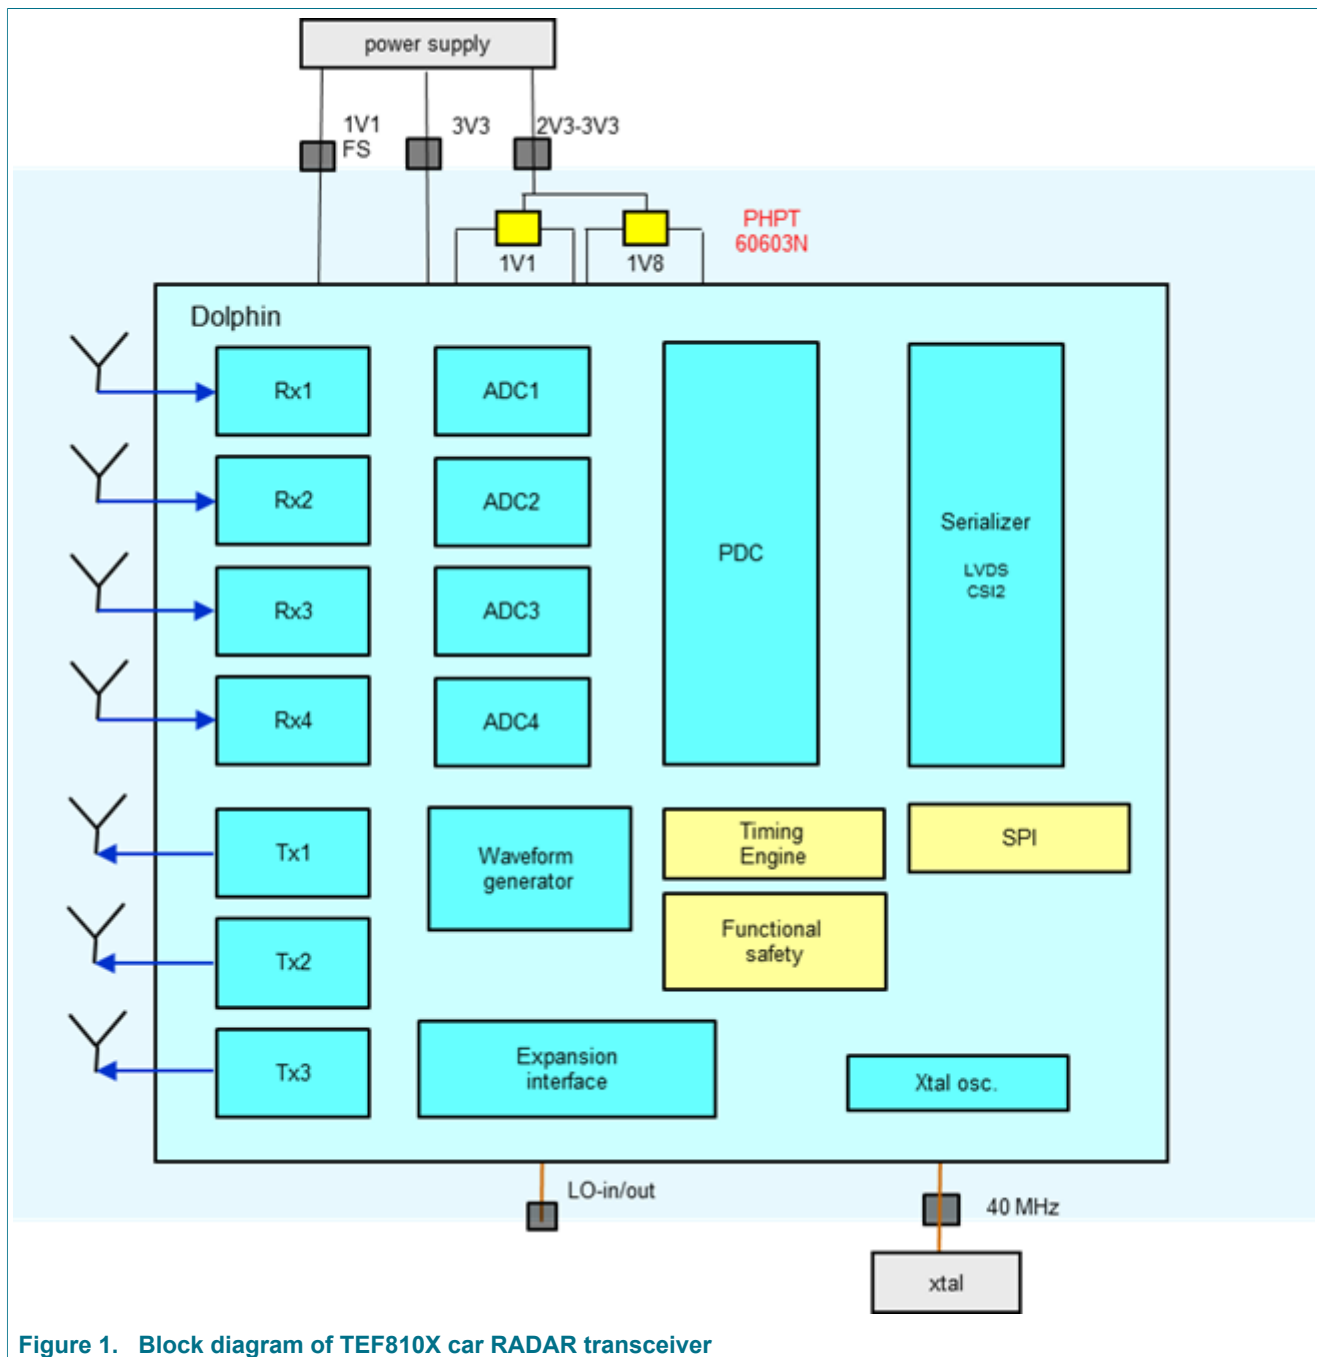 power supply
1V1
FS
3V3
2V3-3V3
PHPT
60603N
1V1
1V8
Dolphin
Rx1
ADC1
Rx2
ADC2
Rx3
ADC3
Rx4
ADC4
PDC
Serializer
LVDS
CSI2
Tx1
Waveform
generator
Timing
Engine
SPI
Functional
safety
Tx2
Tx3
Expansion
interface
Xtal osc.
LO-in/out
40 MHz
xtal
Figure 1. Block diagram of TEF810X car RADAR transceiver